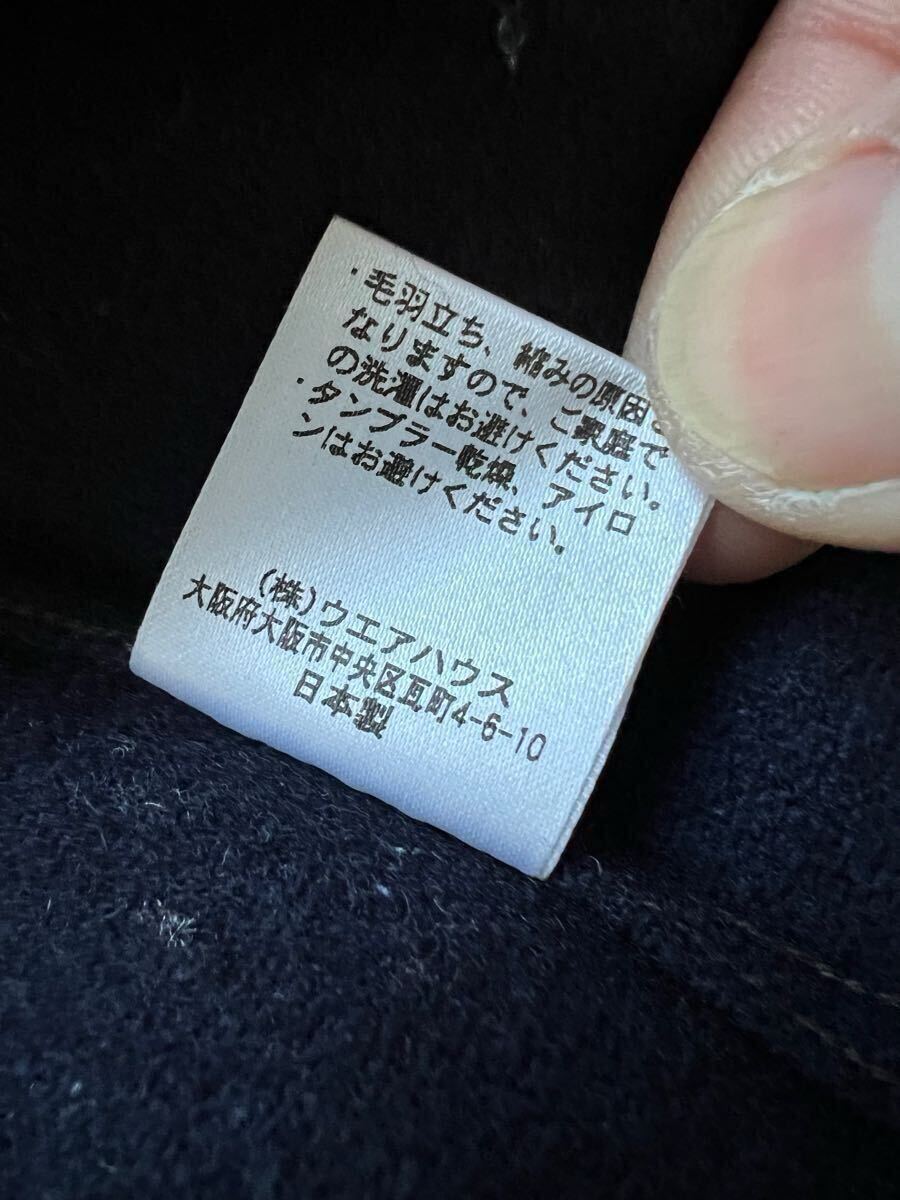 ・毛羽立ち、縮みの原因と
なりますので、ご家庭で
の洗濯はお避けください。
・タンブラー乾燥、アイロ
ンはお避けください。
(株)ウエアハウス
大阪府大阪市中央区瓦町4-6-10
日本製